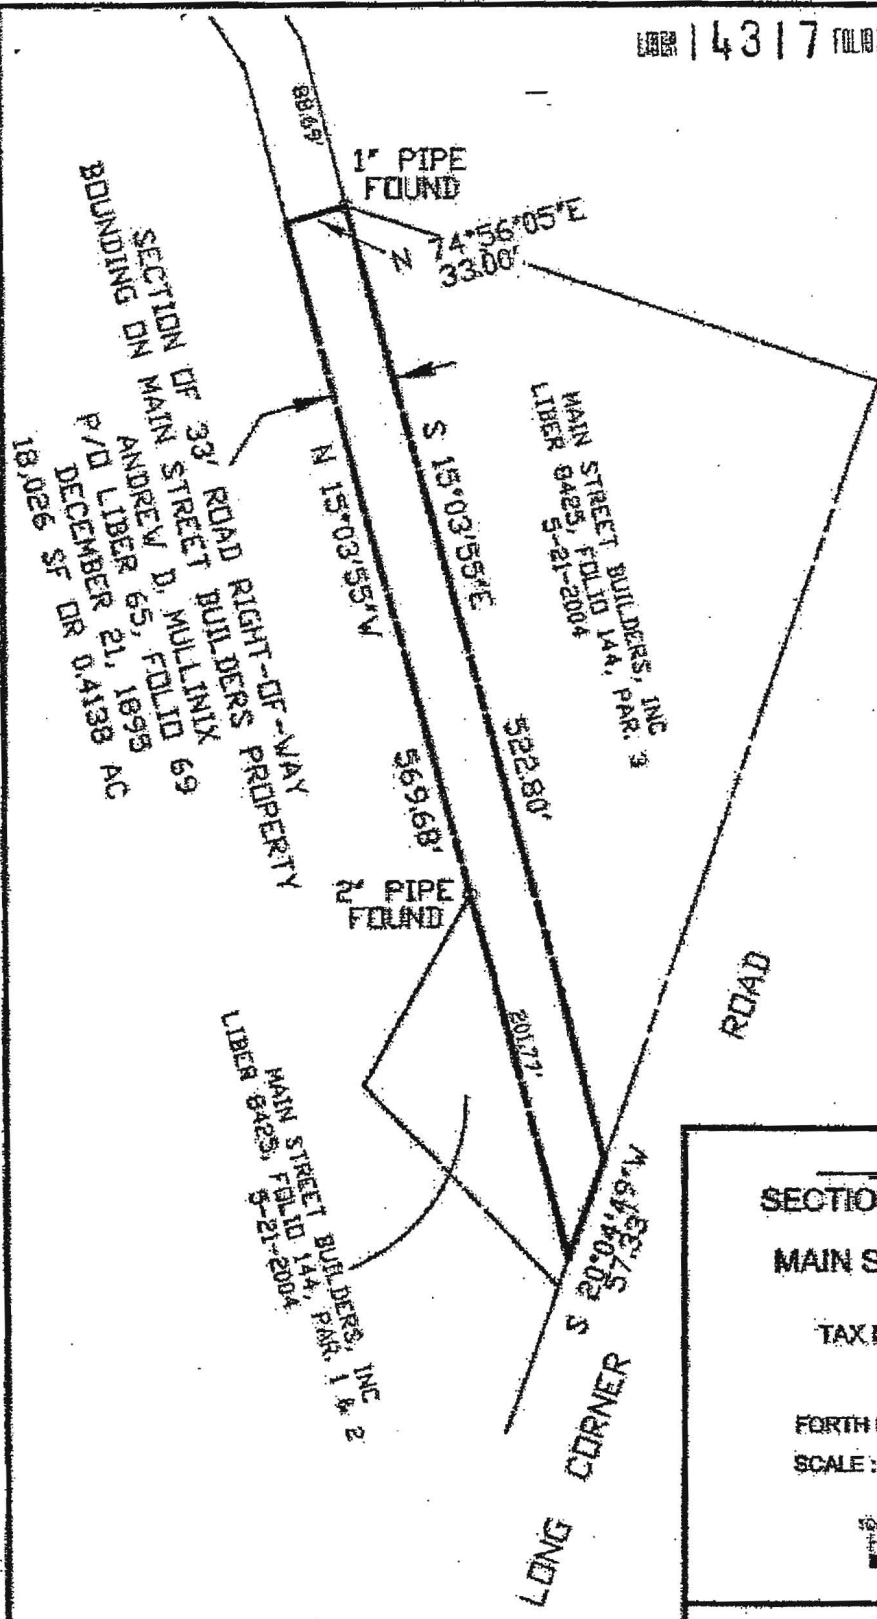 LIBER 14317 FOLIO
88.69'
1" PIPE
FOUND
N 74°56'05"E
33.00'
SECTION OF 33' ROAD RIGHT-OF-WAY
BOUNDING ON MAIN STREET BUILDERS PROPERTY
ANDREW D. MULLINIX
P/O LIBER 65, FOLIO 69
DECEMBER 21, 1898
18,026 SF OR 0.4138 AC
MAIN STREET BUILDERS, INC
LIBER 8425, FOLIO 144, PAR. 3
5-21-2004
S 15°03'55"E
522.80'
N 15°03'55"W
569.68'
2" PIPE
FOUND
201.77'
MAIN STREET BUILDERS, INC
LIBER 8425, FOLIO 144, PAR. 1 & 2
5-21-2004
S 20°04'49"W
57.33'
LONG CORNER ROAD
SECTIO
MAIN S
TAX
FORTH
SCALE: